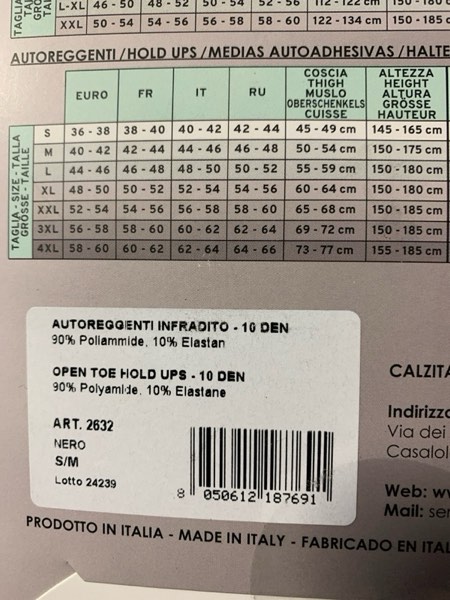 L-XL 46 - 50 48 - 52 50 - 54 52 - 56 112 - 122 cm 150 - 180 c
XXL 50 - 54 54 - 56 56 - 58 58 - 60 122 - 134 cm 150 - 185 c
AUTOREGGENTI / HOLD UPS / MEDIAS AUTOADHESIVAS / HALTE
EURO FR IT RU COSCIA THIGH MUSLO OBERSCHENKELS CUISSE ALTEZZA HEIGHT ALTURA GRÖSSE HAUTEUR
TAGLIA - SIZE - TALLA
GRÖSSE - TAILLE
S 36 - 38 38 - 40 40 - 42 42 - 44 45 - 49 cm 145 - 165 cm
M 40 - 42 42 - 44 44 - 46 46 - 48 50 - 54 cm 150 - 175 cm
L 44 - 46 46 - 48 48 - 50 50 - 52 55 - 59 cm 150 - 180 cm
XL 48 - 50 50 - 52 52 - 54 54 - 56 60 - 64 cm 150 - 180 cm
XXL 52 - 54 54 - 56 56 - 58 58 - 60 65 - 68 cm 150 - 185 cm
3XL 56 - 58 58 - 60 60 - 62 62 - 64 69 - 72 cm 150 - 185 cm
4XL 58 - 60 60 - 62 62 - 64 64 - 66 73 - 77 cm 155 - 185 cm
AUTOREGGENTI INFRADITO - 10 DEN
90% Poliammide, 10% Elastan
OPEN TOE HOLD UPS - 10 DEN
90% Polyamide, 10% Elastane
ART. 2632
NERO
S/M
Lotto 24239
8 050612 187691
CALZITA
Indirizzo
Via dei
Casalol
Web: ww
Mail: ser
PRODOTTO IN ITALIA - MADE IN ITALY - FABRICADO EN ITAL